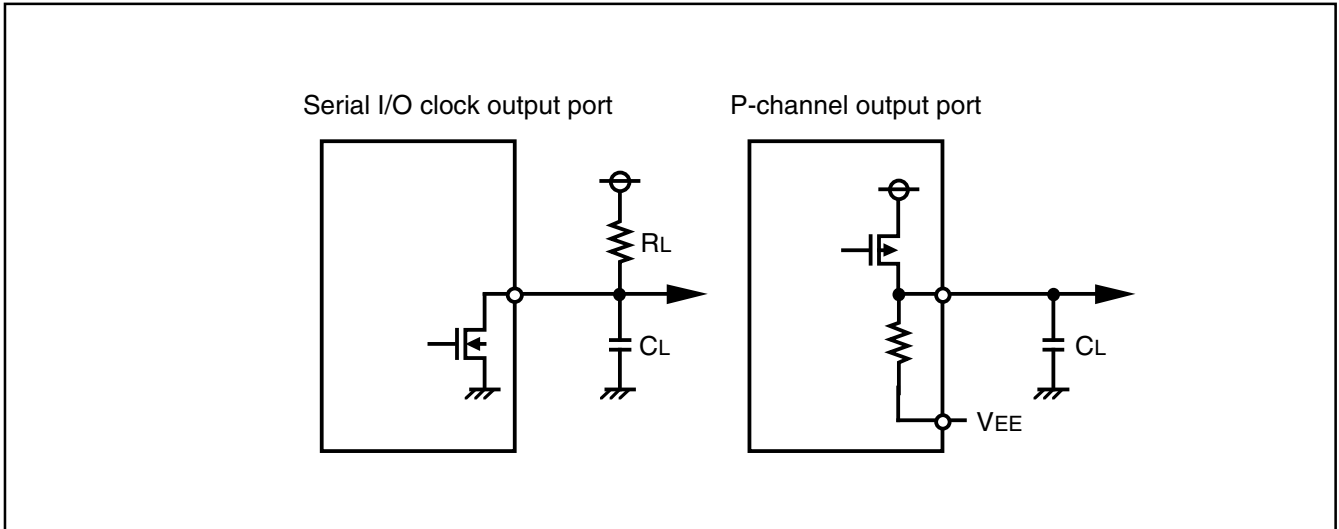 Serial I/O clock output port
P-channel output port
RL
CL
CL
VEE